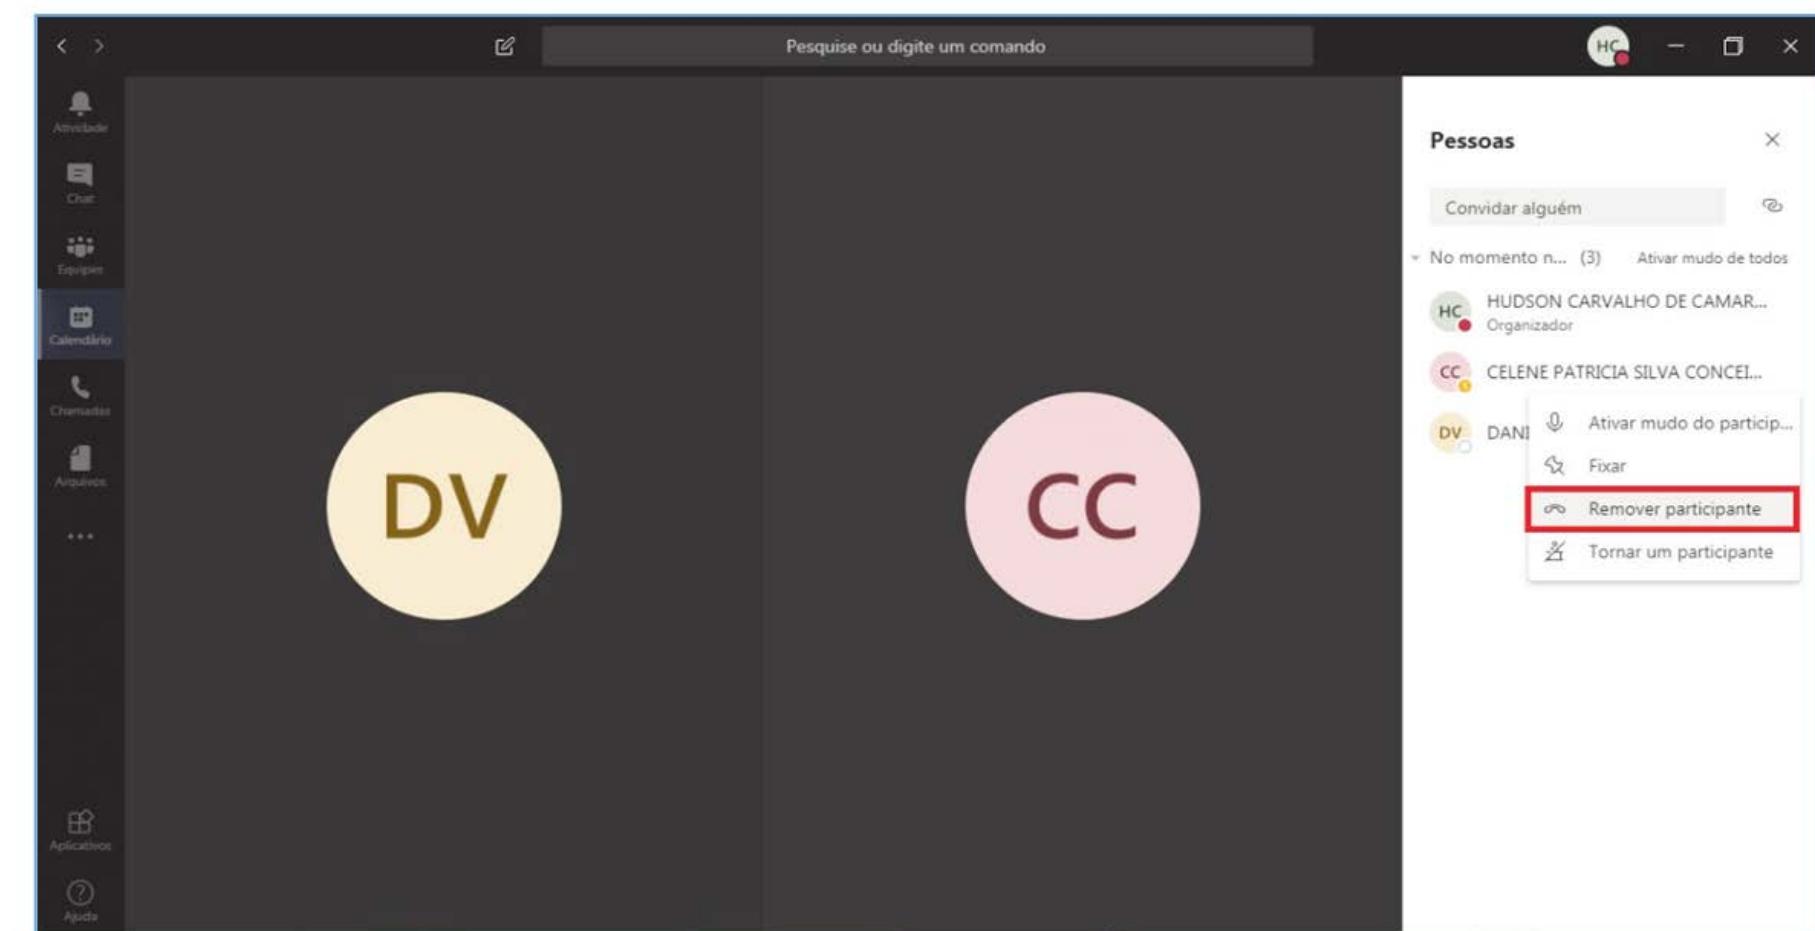 Pesquise ou digite um comando
HC
Atividade
Chat
Equipes
Calendário
Chamadas
Arquivos
Aplicativos
Ajuda
DV
CC
Pessoas
Convidar alguém
No momento n... (3) Ativar mudo de todos
HC HUDSON CARVALHO DE CAMAR...
Organizador
CC CELENE PATRICIA SILVA CONCEI...
DV DANI
Ativar mudo do particip...
Fixar
Remover participante
Tornar um participante